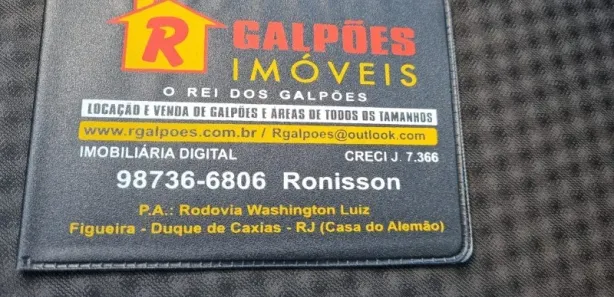 R GALPÕES
IMÓVEIS
O REI DOS GALPÕES
LOCAÇÃO E VENDA DE GALPÕES E ÁREAS DE TODOS OS TAMANHOS
www.rgalpoes.com.br / Rgalpoes@outlook.com
IMOBILIÁRIA DIGITAL CRECI J. 7.366
98736-6806 Ronisson
P.A.: Rodovia Washington Luiz
Figueira - Duque de Caxias - RJ (Casa do Alemão)